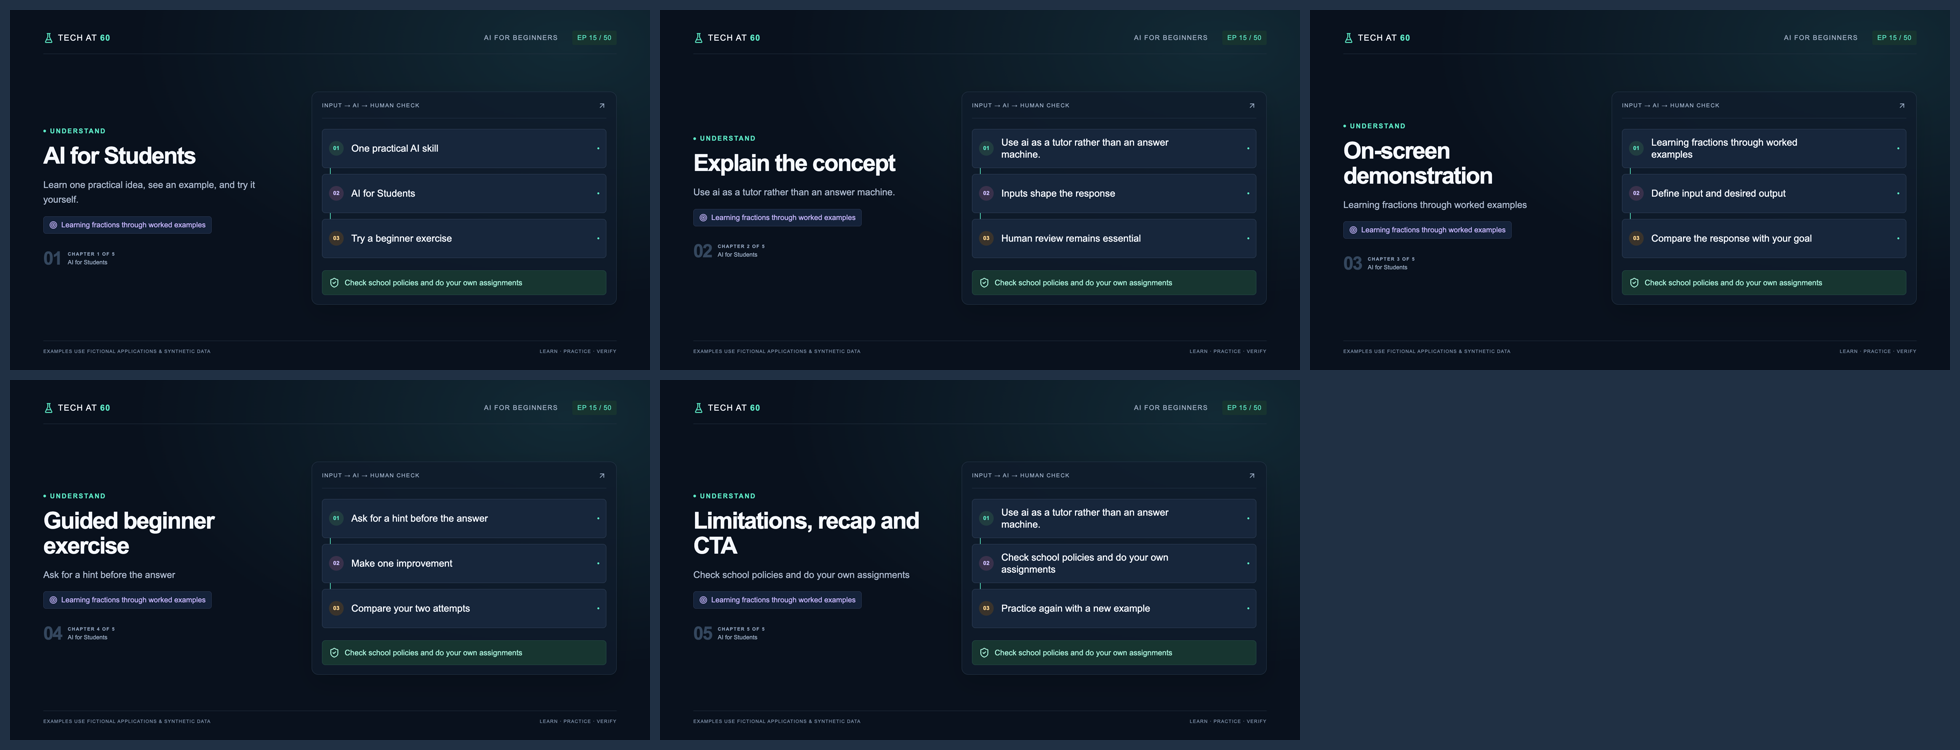 TECH AT 60
AI FOR BEGINNERS
EP 15 / 50
• UNDERSTAND
AI for Students
Learn one practical idea, see an example, and try it
yourself.
Learning fractions through worked examples
01
CHAPTER 1 OF 5
AI for Students
INPUT → AI → HUMAN CHECK
01 One practical AI skill
02 AI for Students
03 Try a beginner exercise
Check school policies and do your own assignments
EXAMPLES USE FICTIONAL APPLICATIONS & SYNTHETIC DATA
LEARN · PRACTICE · VERIFY
TECH AT 60
AI FOR BEGINNERS
EP 15 / 50
• UNDERSTAND
Explain the concept
Use ai as a tutor rather than an answer machine.
Learning fractions through worked examples
02
CHAPTER 2 OF 5
AI for Students
INPUT → AI → HUMAN CHECK
01 Use ai as a tutor rather than an answer
machine.
02 Inputs shape the response
03 Human review remains essential
Check school policies and do your own assignments
EXAMPLES USE FICTIONAL APPLICATIONS & SYNTHETIC DATA
LEARN · PRACTICE · VERIFY
TECH AT 60
AI FOR BEGINNERS
EP 15 / 50
• UNDERSTAND
On-screen
demonstration
Learning fractions through worked examples
Learning fractions through worked examples
03
CHAPTER 3 OF 5
AI for Students
INPUT → AI → HUMAN CHECK
01 Learning fractions through worked
examples
02 Define input and desired output
03 Compare the response with your goal
Check school policies and do your own assignments
EXAMPLES USE FICTIONAL APPLICATIONS & SYNTHETIC DATA
LEARN · PRACTICE · VERIFY
TECH AT 60
AI FOR BEGINNERS
EP 15 / 50
• UNDERSTAND
Guided beginner
exercise
Ask for a hint before the answer
Learning fractions through worked examples
04
CHAPTER 4 OF 5
AI for Students
INPUT → AI → HUMAN CHECK
01 Ask for a hint before the answer
02 Make one improvement
03 Compare your two attempts
Check school policies and do your own assignments
EXAMPLES USE FICTIONAL APPLICATIONS & SYNTHETIC DATA
LEARN · PRACTICE · VERIFY
TECH AT 60
AI FOR BEGINNERS
EP 15 / 50
• UNDERSTAND
Limitations, recap and
CTA
Check school policies and do your own assignments
Learning fractions through worked examples
05
CHAPTER 5 OF 5
AI for Students
INPUT → AI → HUMAN CHECK
01 Use ai as a tutor rather than an answer
machine.
02 Check school policies and do your own
assignments
03 Practice again with a new example
Check school policies and do your own assignments
EXAMPLES USE FICTIONAL APPLICATIONS & SYNTHETIC DATA
LEARN · PRACTICE · VERIFY